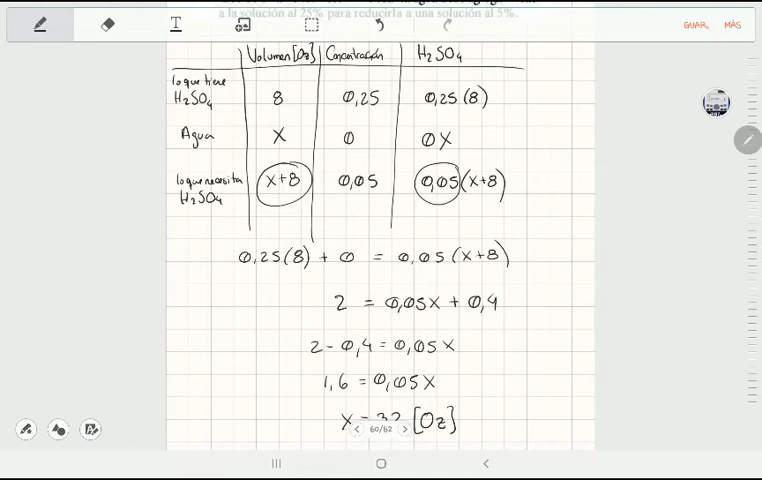 a la solución al 25% para reducirla a una solución al 5%.
T
GUAR. MÁS
Volumen[Oz] Concentración H₂SO₄
lo que tiene
H₂SO₄ 8 0,25 0,25(8)
Agua X 0 0X
lo que necesita
H₂SO₄ X+8 0,05 0,05(X+8)
0,25(8) + 0 = 0,05(X+8)
2 = 0,05X + 0,4
2 - 0,4 = 0,05X
1,6 = 0,05X
X = 32 [Oz]
60/62